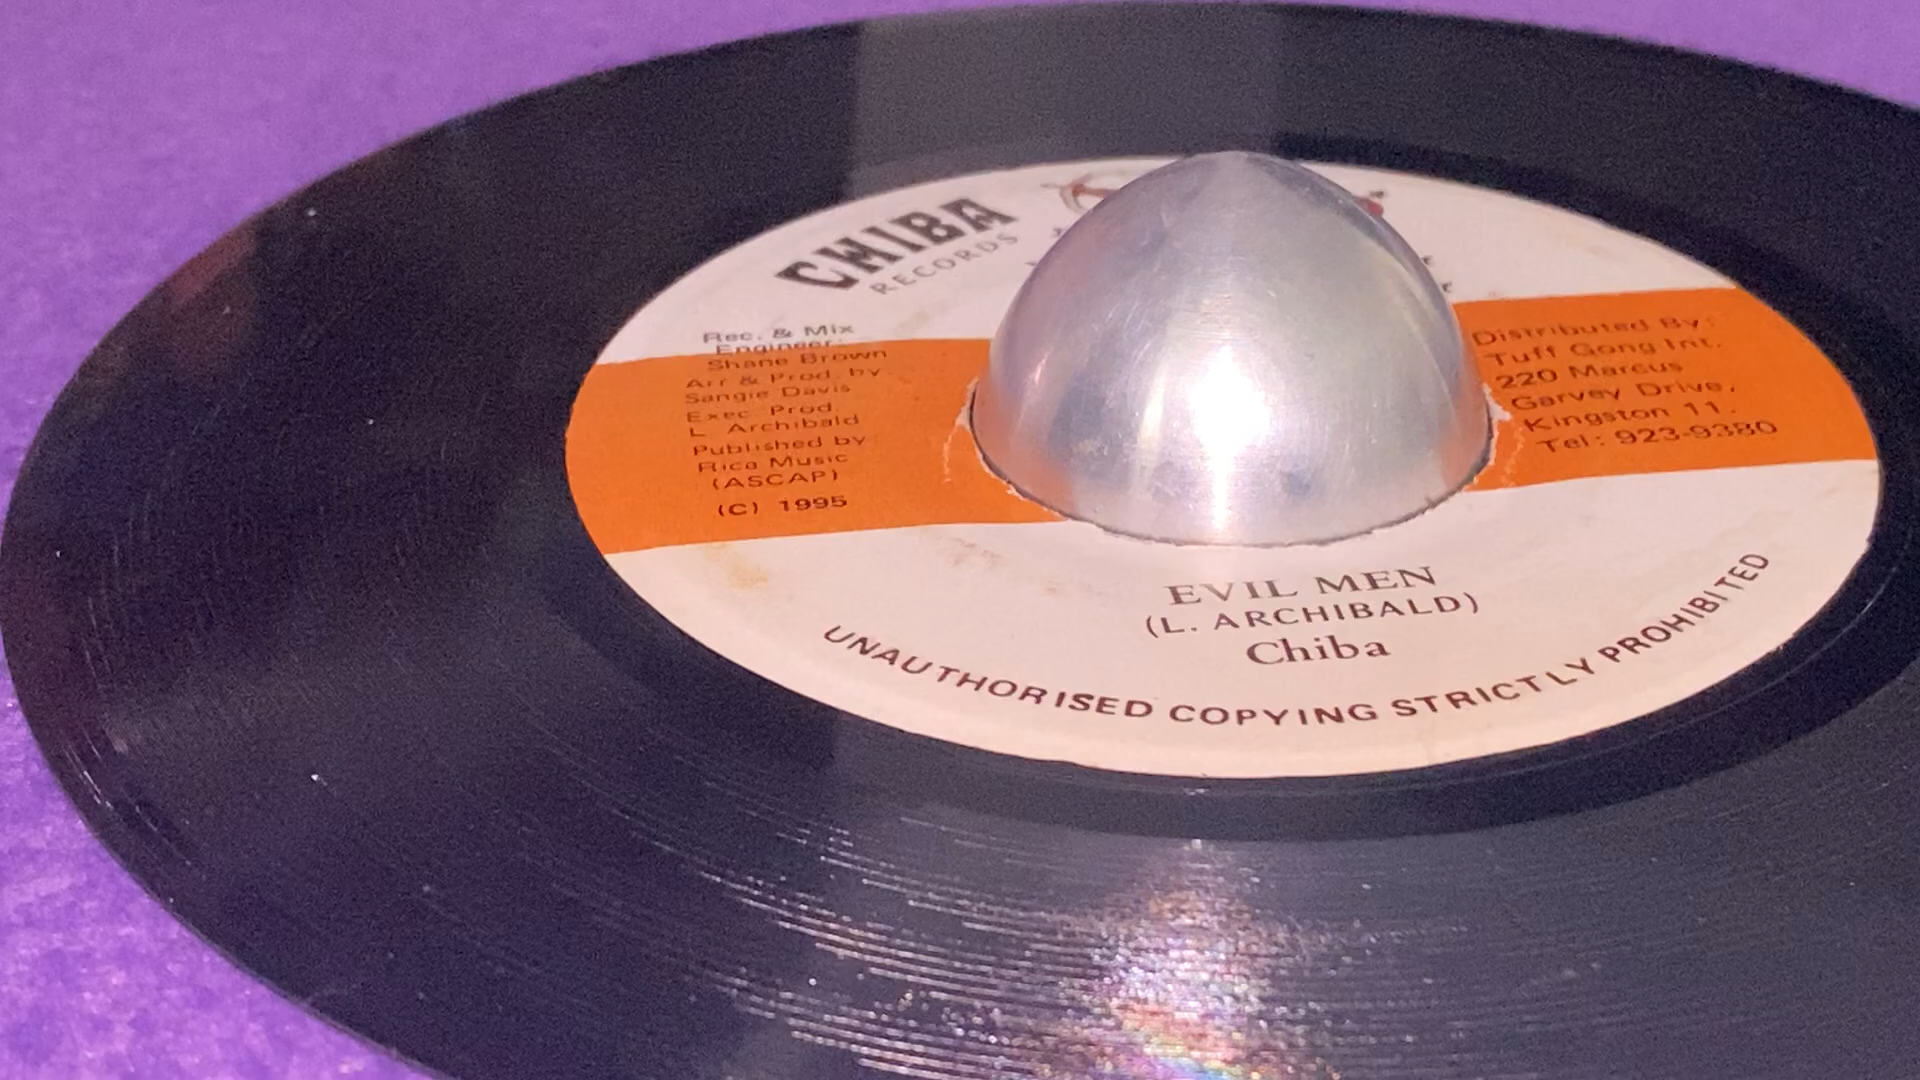 CHIBA
RECORDS
Rec. & Mix
Engineer:
Shane Brown
Arr & Prod. by
Sangie Davis
Exec. Prod.
L Archibald
Published by
Rica Music
(ASCAP)
(C) 1995
Distributed By:
Tuff Gong Int.
220 Marcus
Garvey Drive,
Kingston 11.
Tel: 923-9380
EVIL MEN
(L. ARCHIBALD)
Chiba
UNAUTHORISED COPYING STRICTLY PROHIBITED